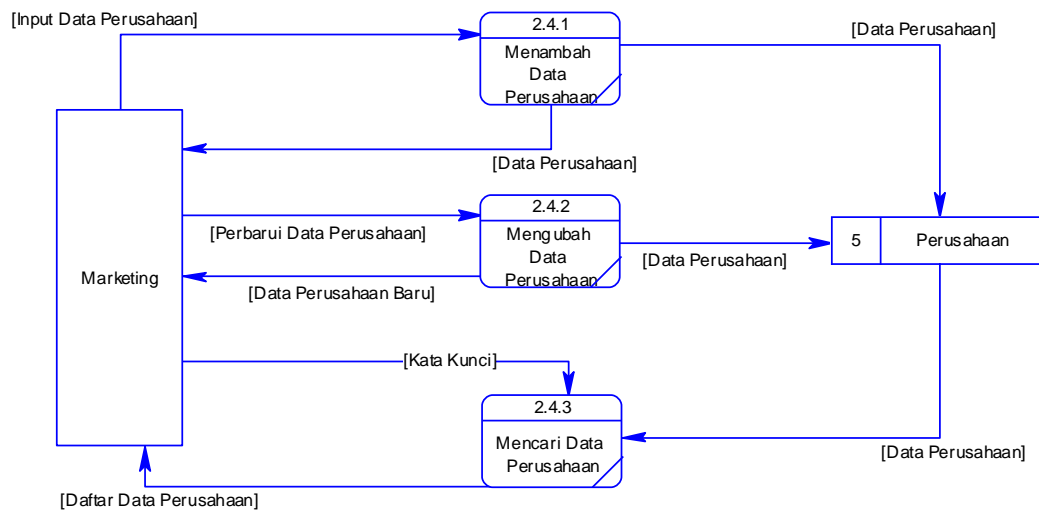 [Input Data Perusahaan]
2.4.1
Menambah
Data
Perusahaan
[Data Perusahaan]
[Data Perusahaan]
Marketing
2.4.2
Mengubah
Data
Perusahaan
[Perbarui Data Perusahaan]
[Data Perusahaan]
5
Perusahaan
[Data Perusahaan Baru]
[Kata Kunci]
2.4.3
Mencari Data
Perusahaan
[Data Perusahaan]
[Daftar Data Perusahaan]